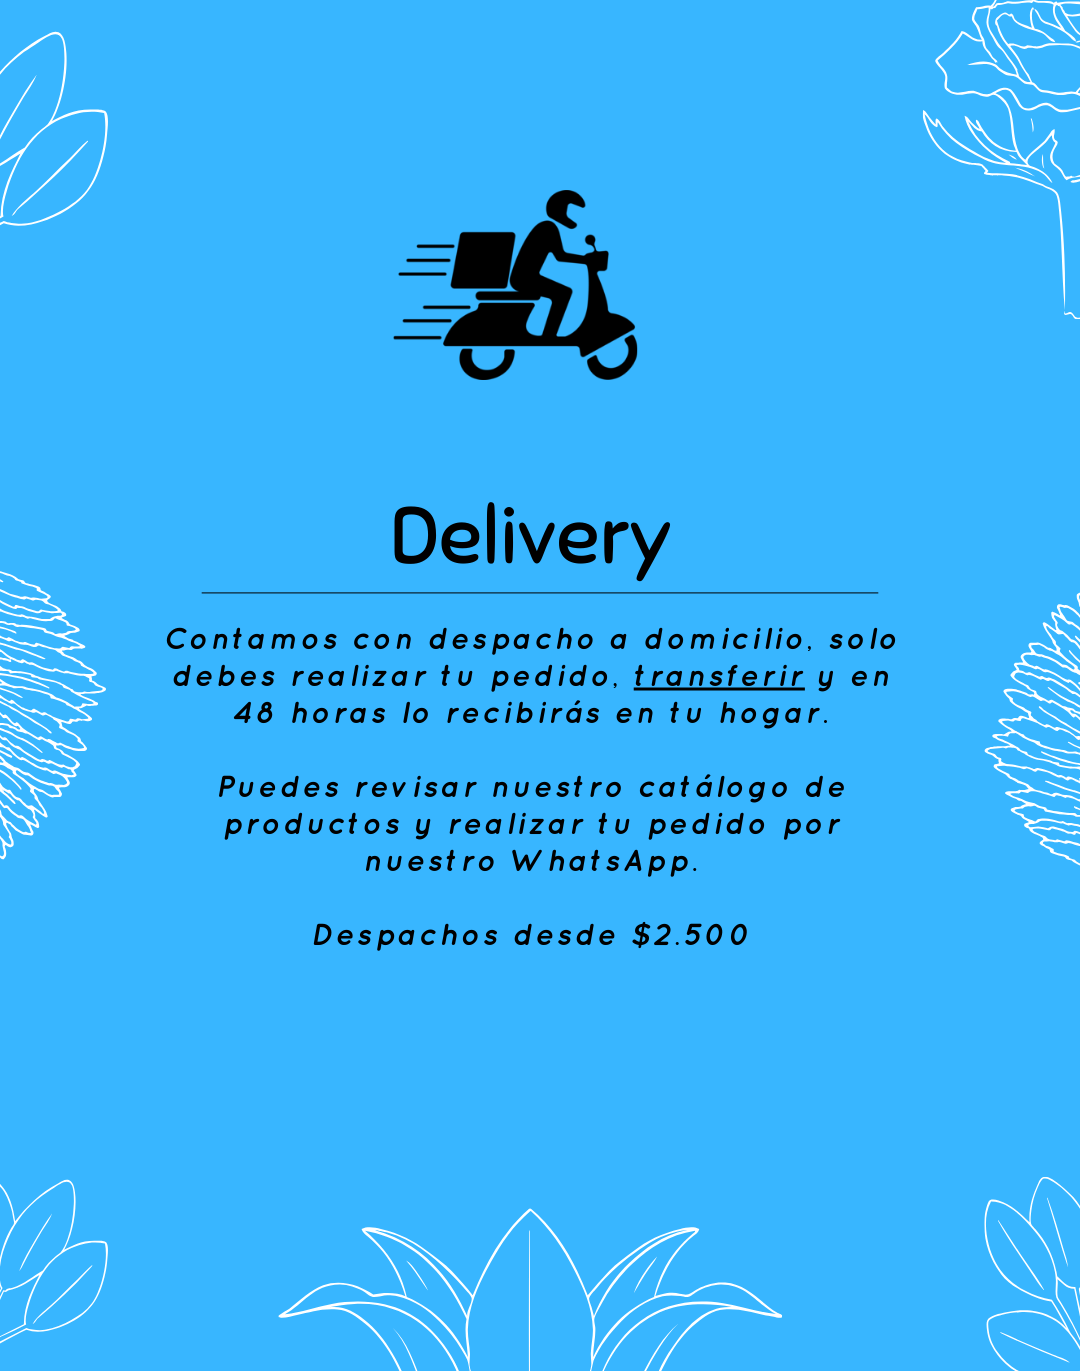 Delivery
Contamos con despacho a domicilio, solo
debes realizar tu pedido, transferir y en
48 horas lo recibirás en tu hogar.
Puedes revisar nuestro catálogo de
productos y realizar tu pedido por
nuestro WhatsApp.
Despachos desde $2.500